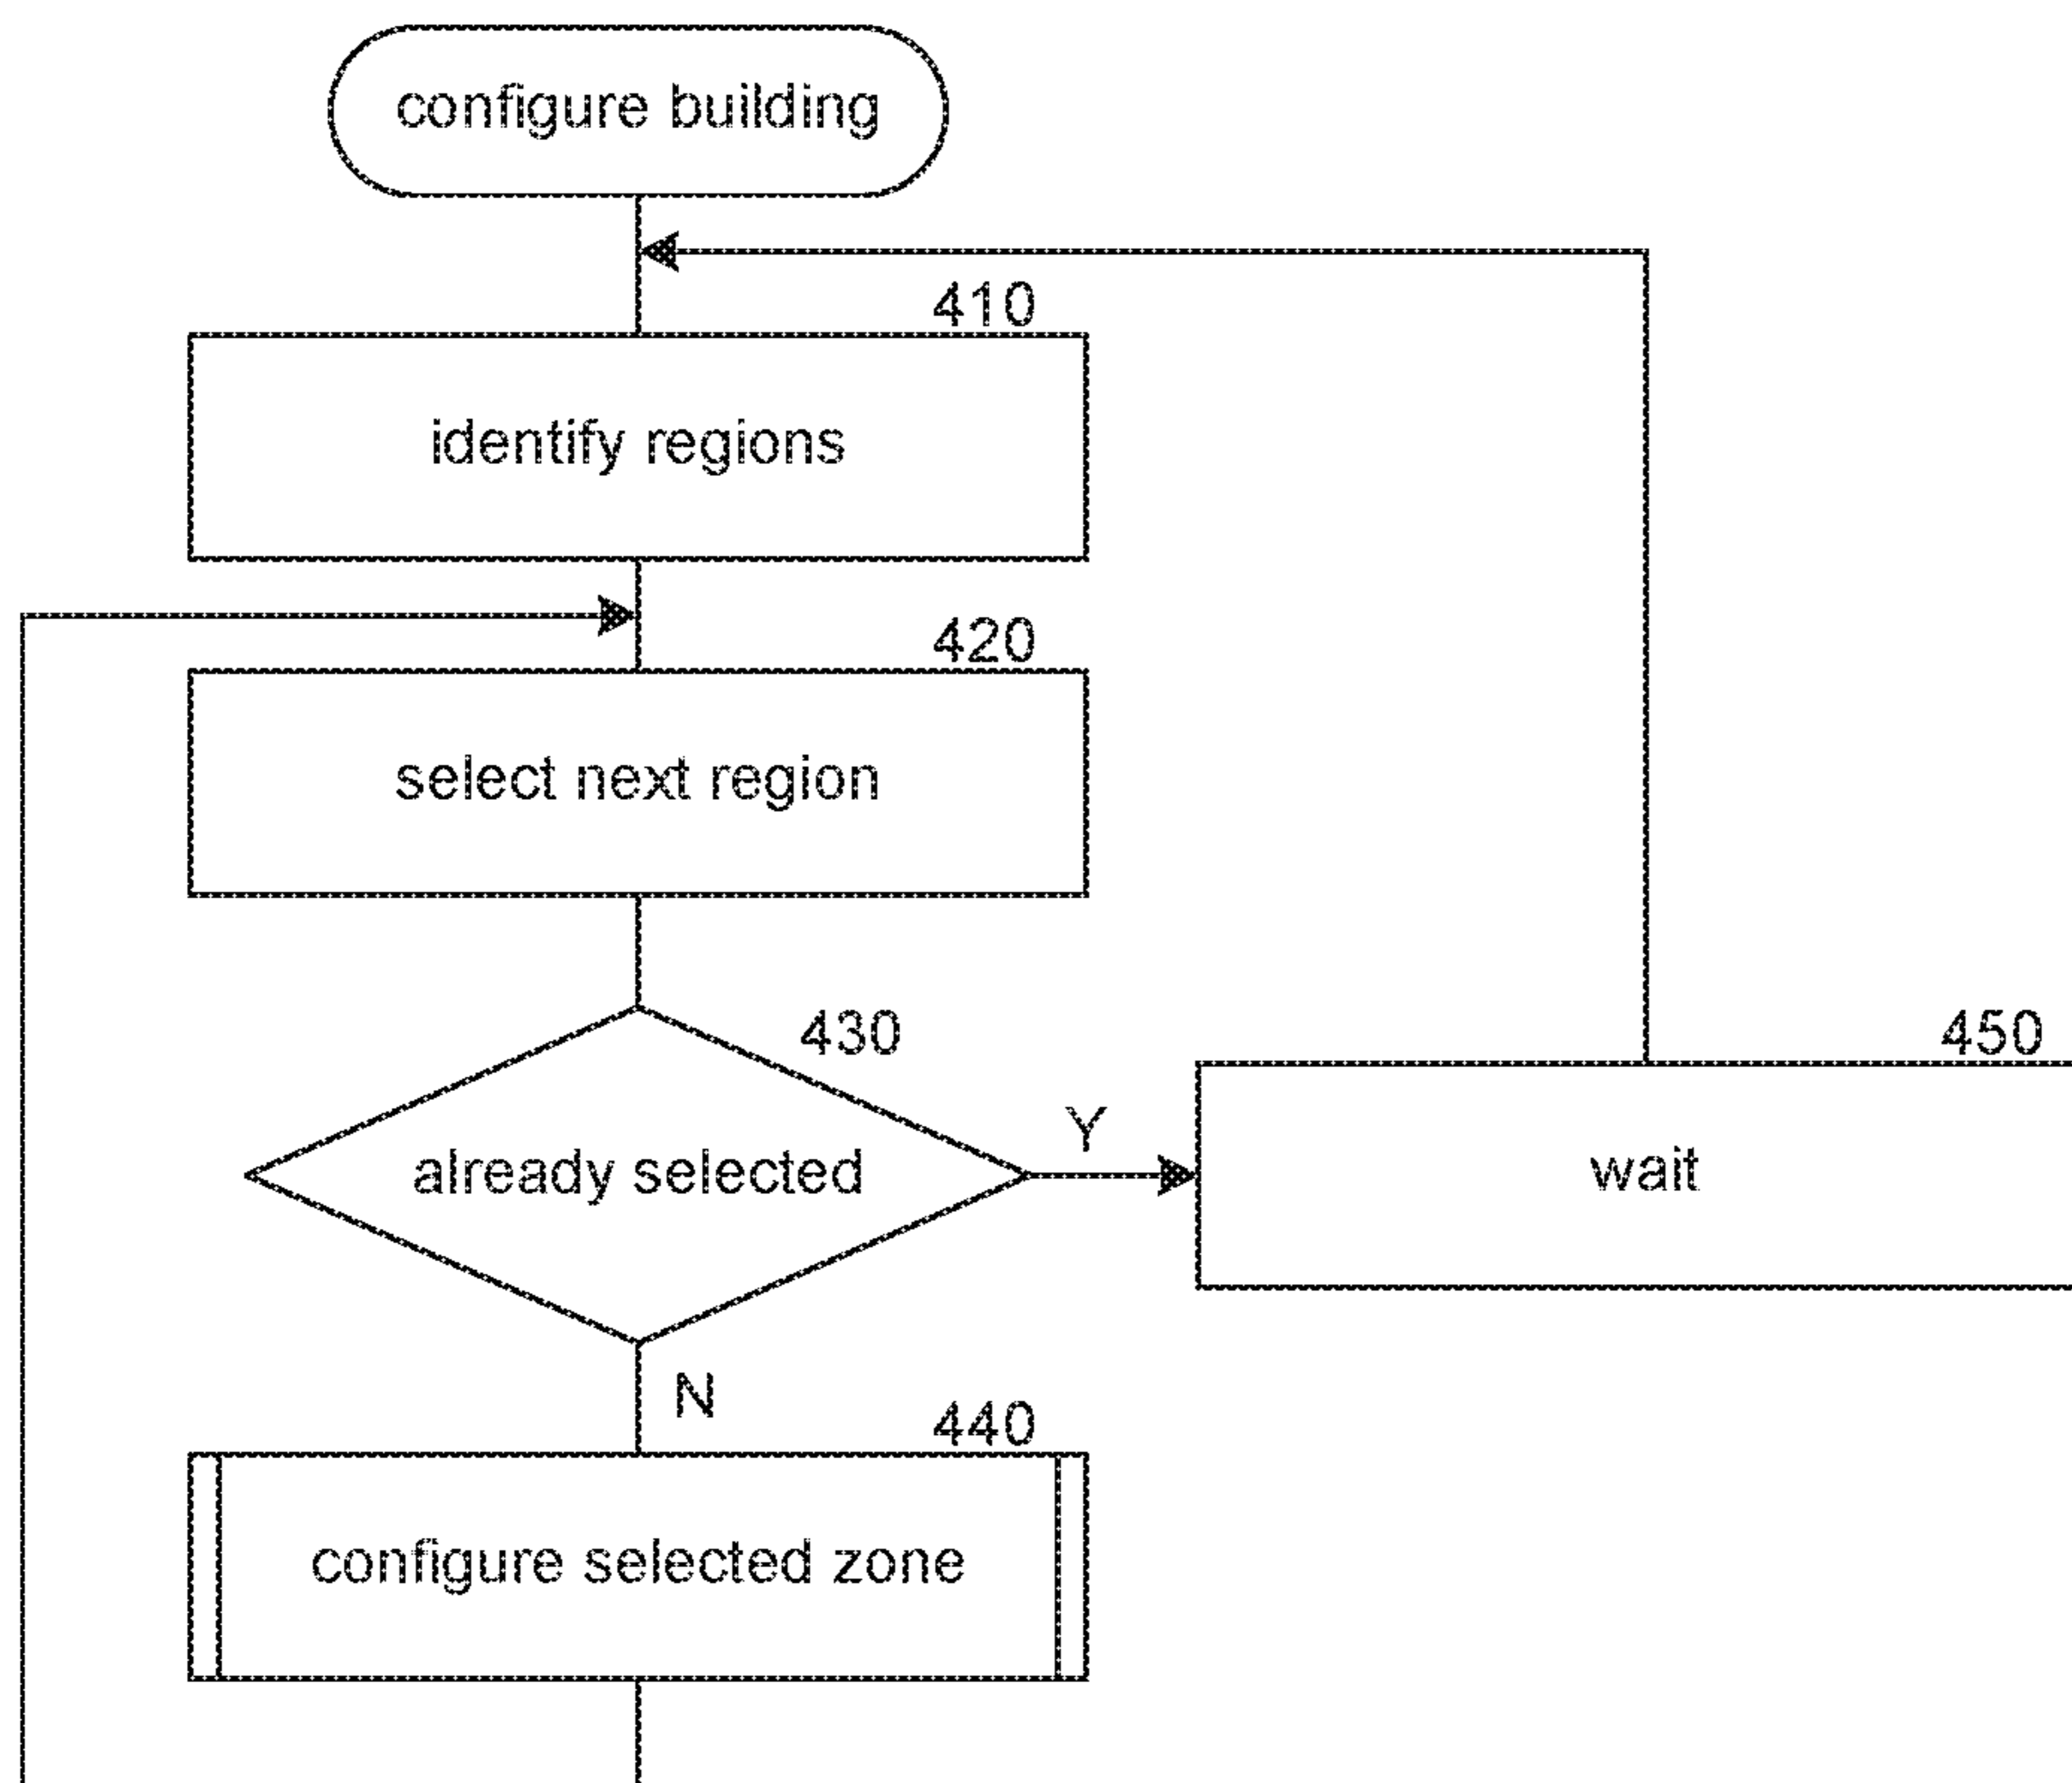 configure building
410
identify regions
420
select next region
430
already selected
Y
450
wait
N
440
configure selected zone